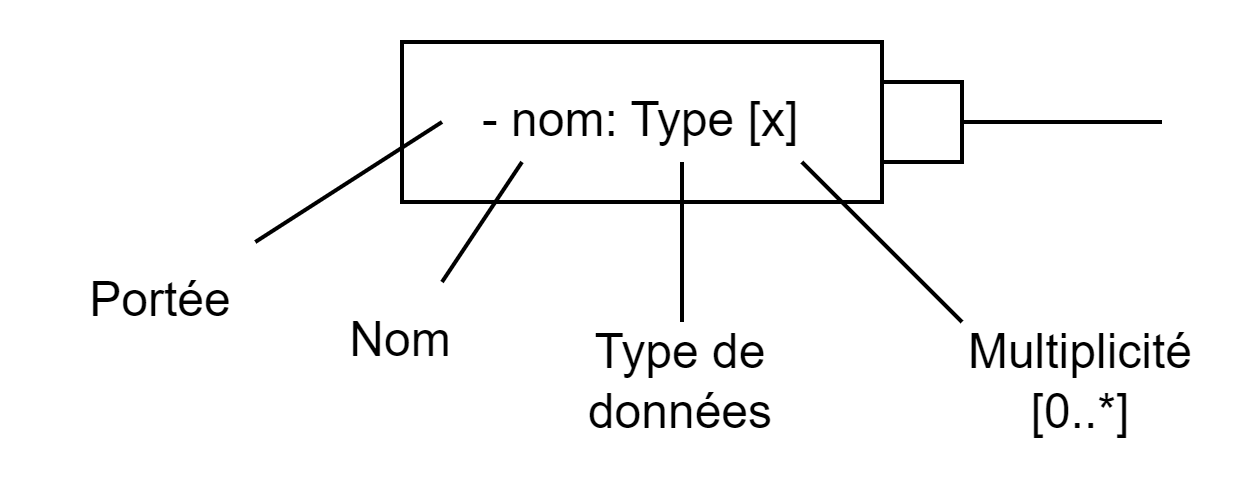 - nom: Type [x]
Portée
Nom
Type de
données
Multiplicité
[0..*]